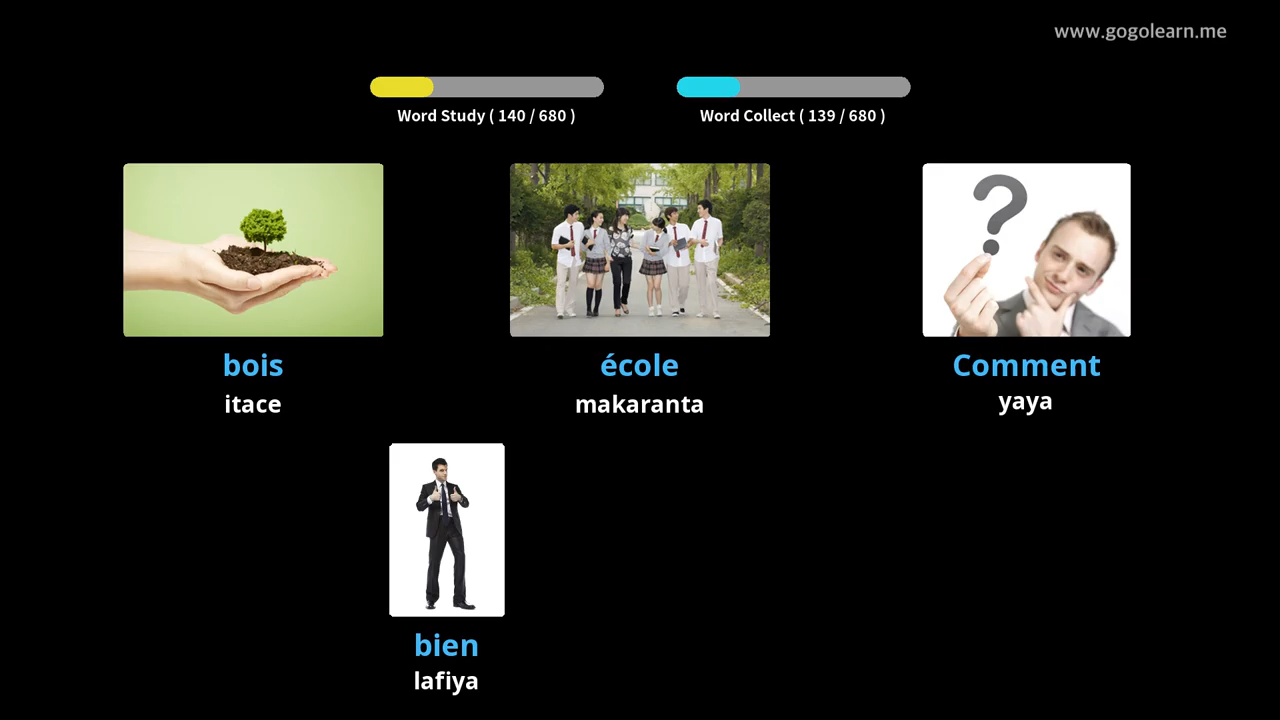 www.gogolearn.me
Word Study ( 140 / 680 )
Word Collect ( 139 / 680 )
bois
itace
école
makaranta
Comment
yaya
bien
lafiya